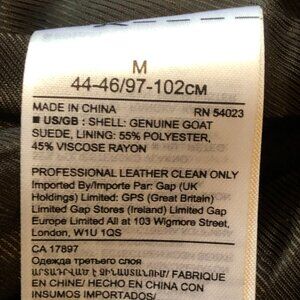 M
44-46/97-102CM
MADE IN CHINA RN 54023
■ US/GB : SHELL: GENUINE GOAT
SUEDE, LINING: 55% POLYESTER,
45% VISCOSE RAYON
PROFESSIONAL LEATHER CLEAN ONLY
Imported By/Importe Par: Gap (UK
Holdings) Limited: GPS (Great Britain)
Limited Gap Stores (Ireland) Limited Gap
Europe Limited All at 103 Wigmore Street,
London, W1U 1QS
CA 17897
Одежда третьего слоя
ԱՐՏԱԴՐՎԱԾ Է ՉԻՆԱՍՏԱՆՈՒՄ/ FABRIQUE
EN CHINE/ HECHO EN CHINA CON
INSUMOS IMPORTADOS/